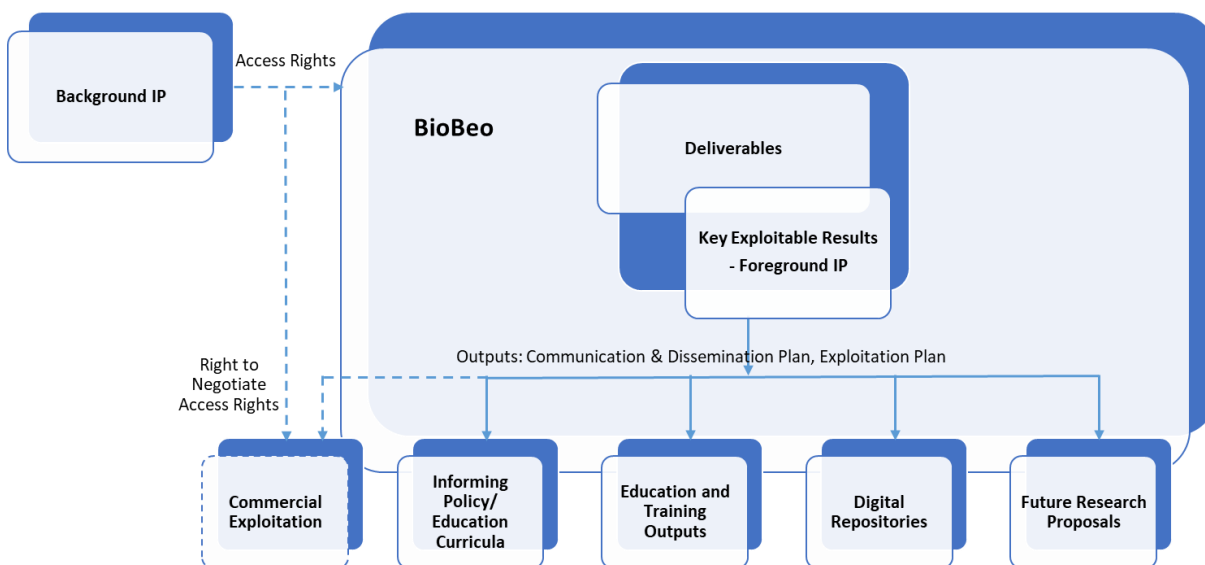 Access Rights
Background IP
BioBeo
Deliverables
Key Exploitable Results
- Foreground IP
Outputs: Communication & Dissemination Plan, Exploitation Plan
Right to
Negotiate
Access Rights
Commercial
Exploitation
Informing
Policy/
Education
Curricula
Education and
Training
Outputs
Digital
Repositories
Future Research
Proposals